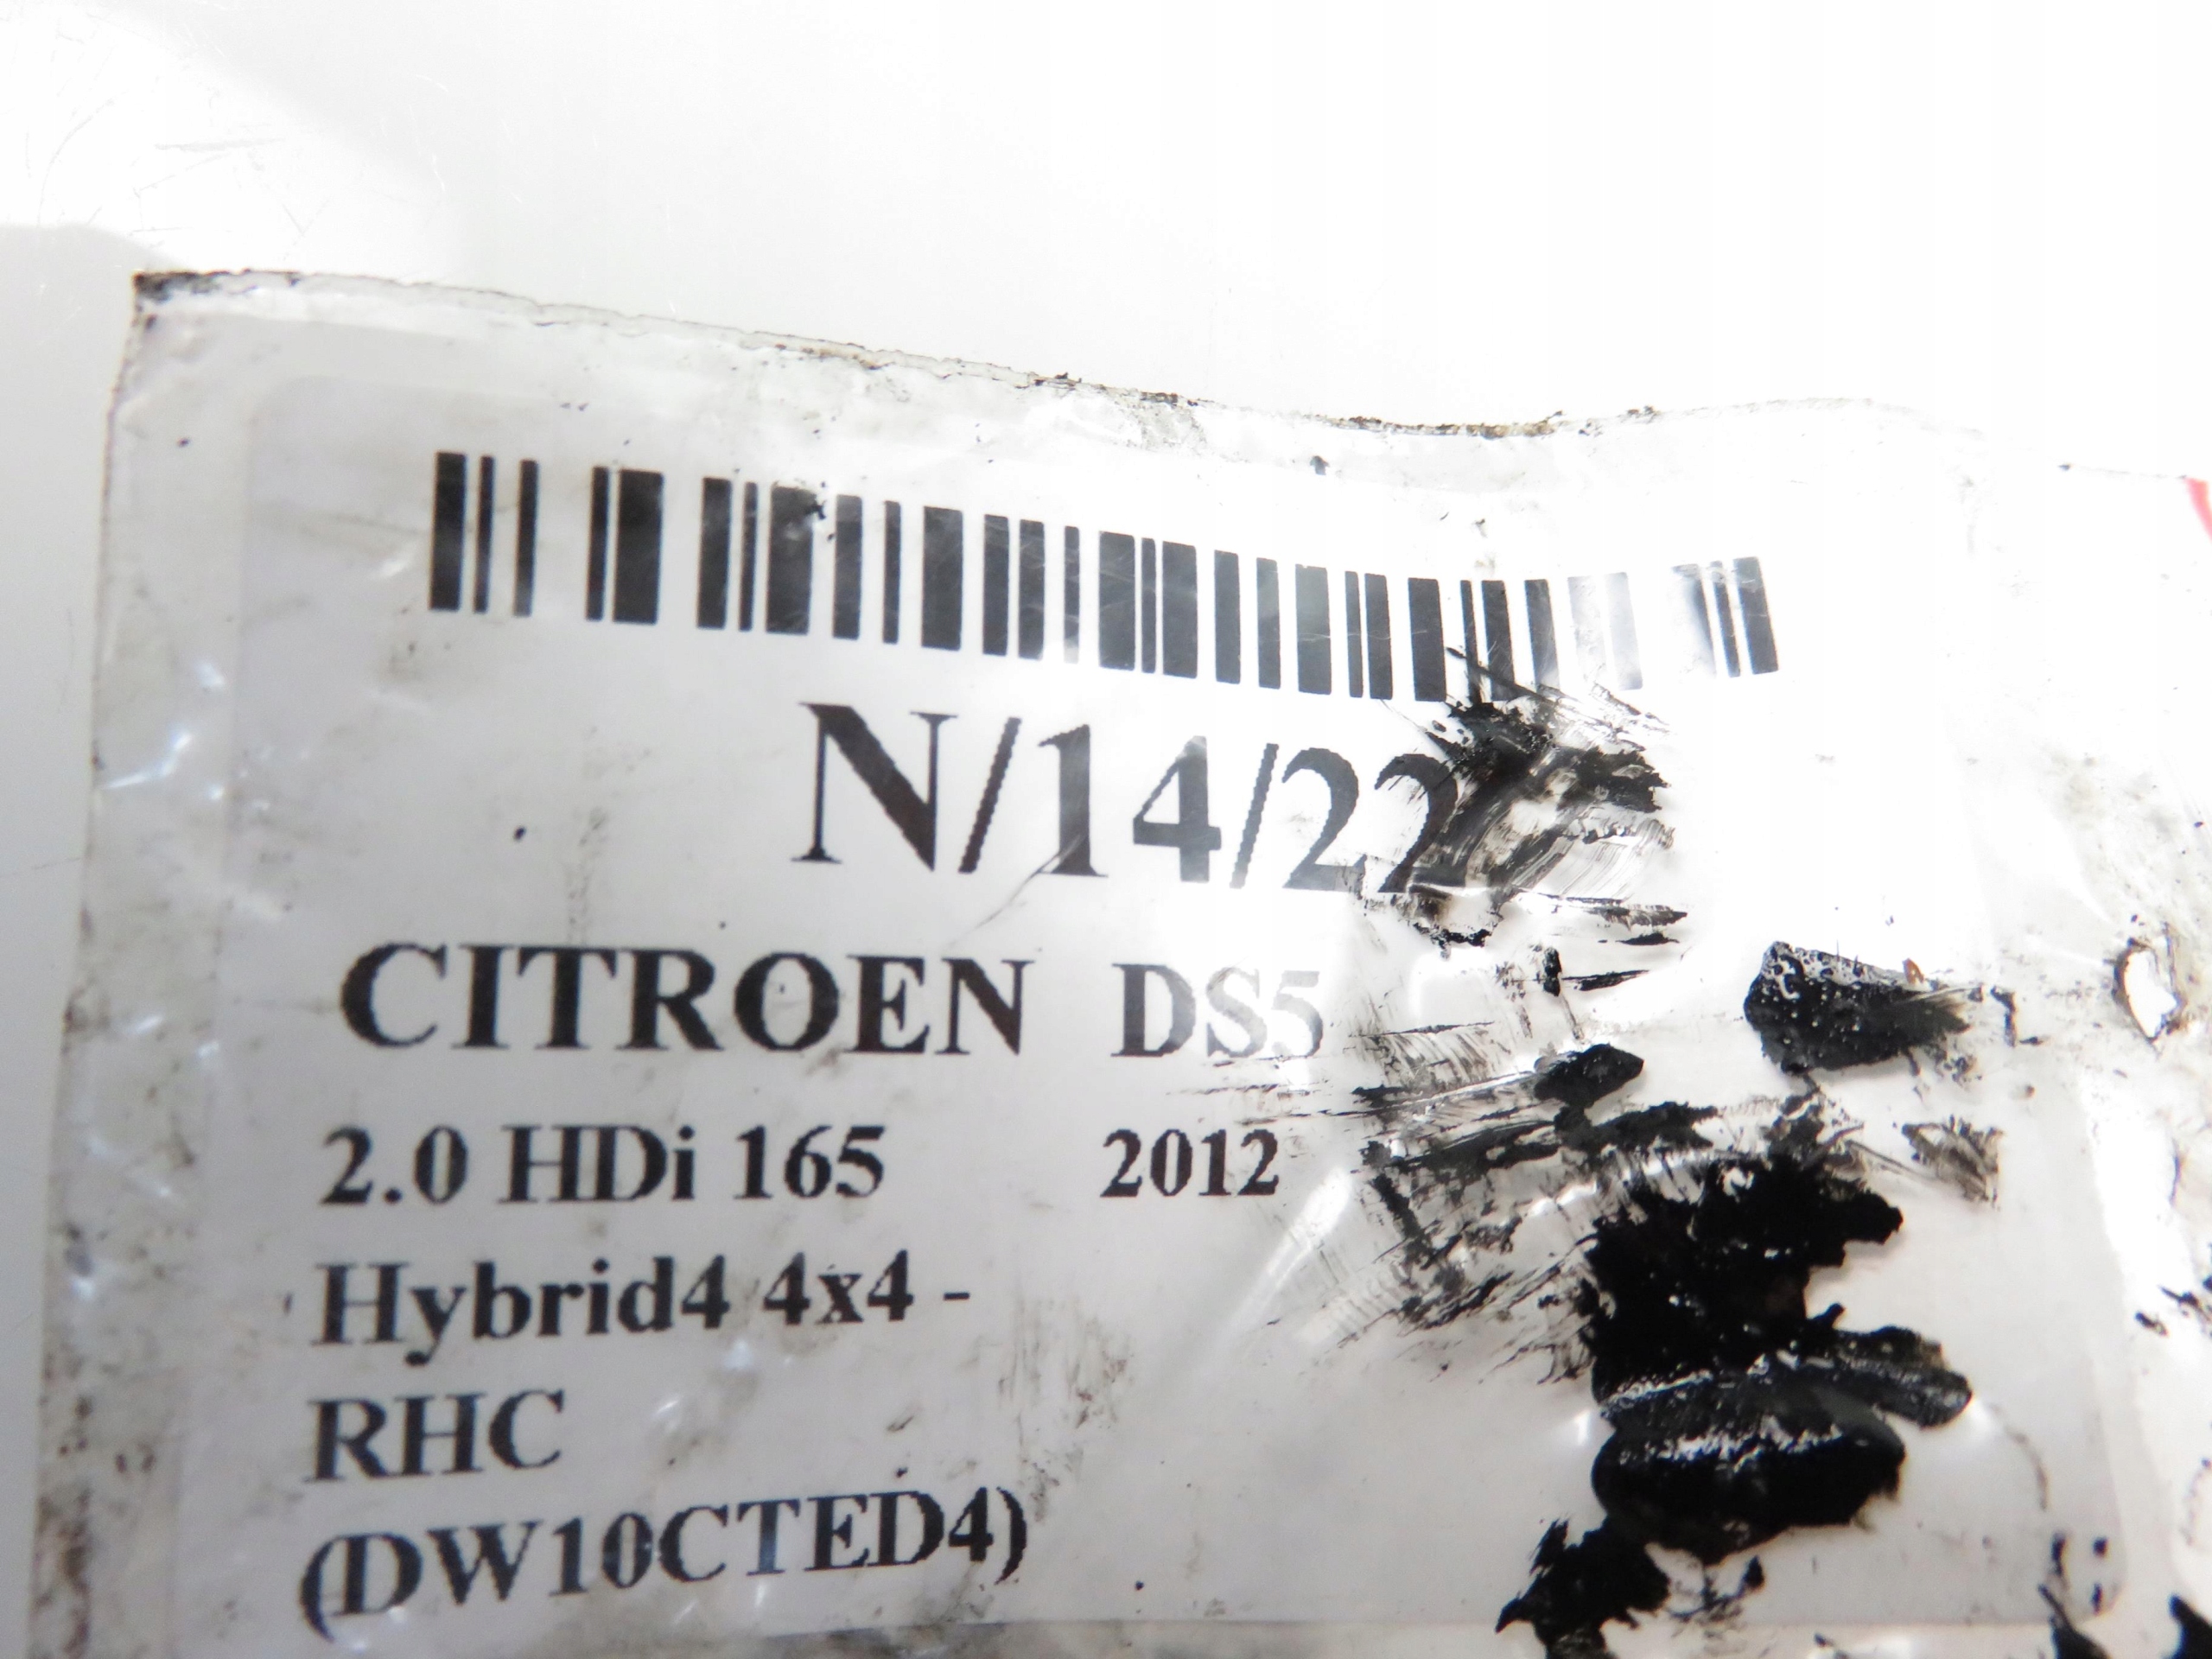 N/14/22
CITROEN DS5
2.0 HDi 165 2012
Hybrid4 4x4 -
RHC
(DW10CTED4)